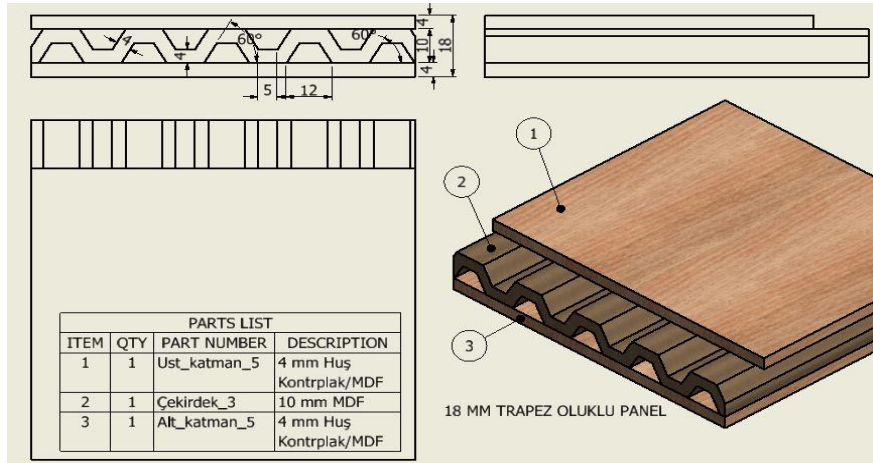 4
10
18
4
4
4
60°
60°
5
12
1
2
3
PARTS LIST
ITEM QTY PART NUMBER DESCRIPTION
1 1 Ust_katman_5 4 mm Huş
Kontrplak/MDF
2 1 Çekirdek_3 10 mm MDF
3 1 Alt_katman_5 4 mm Huş
Kontrplak/MDF
18 MM TRAPEZ OLUKLU PANEL